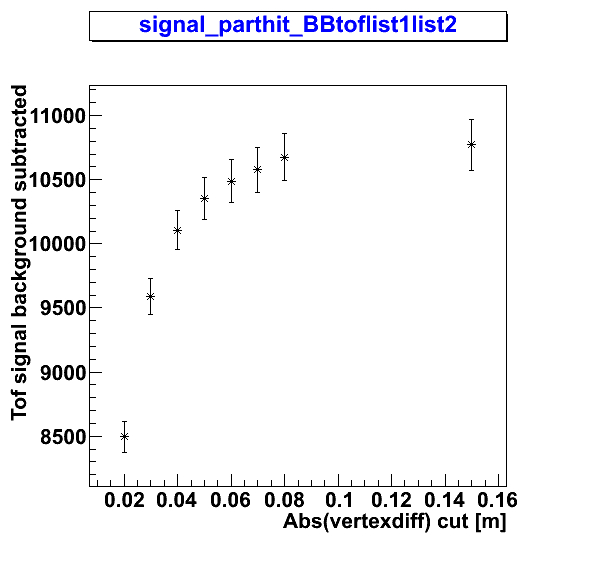 signal_parthit_BBtoflist1list2
Tof signal background subtracted
11000
10500
10000
9500
9000
8500
0.02 0.04 0.06 0.08 0.1 0.12 0.14 0.16
Abs(vertexdiff) cut [m]